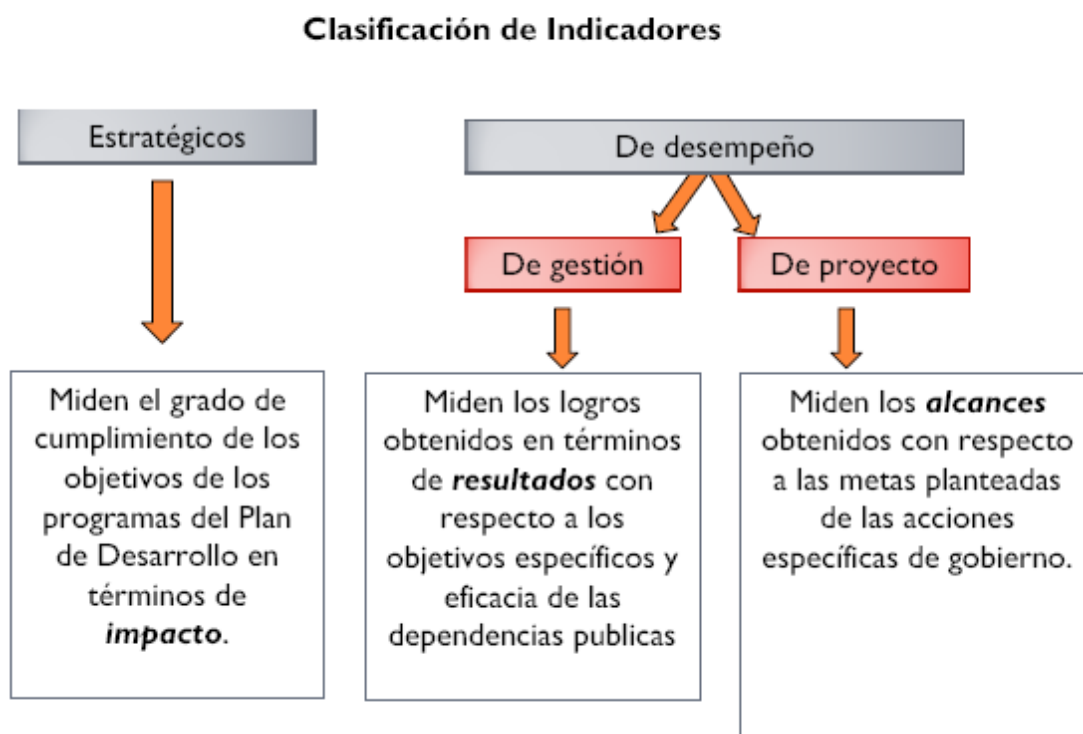 Clasificación de Indicadores
Estratégicos
De desempeño
De gestión
De proyecto
Miden el grado de
cumplimiento de los
objetivos de los
programas del Plan
de Desarrollo en
términos de
impacto.
Miden los logros
obtenidos en términos
de resultados con
respecto a los
objetivos específicos y
eficacia de las
dependencias publicas
Miden los alcances
obtenidos con respecto
a las metas planteadas
de las acciones
específicas de gobierno.